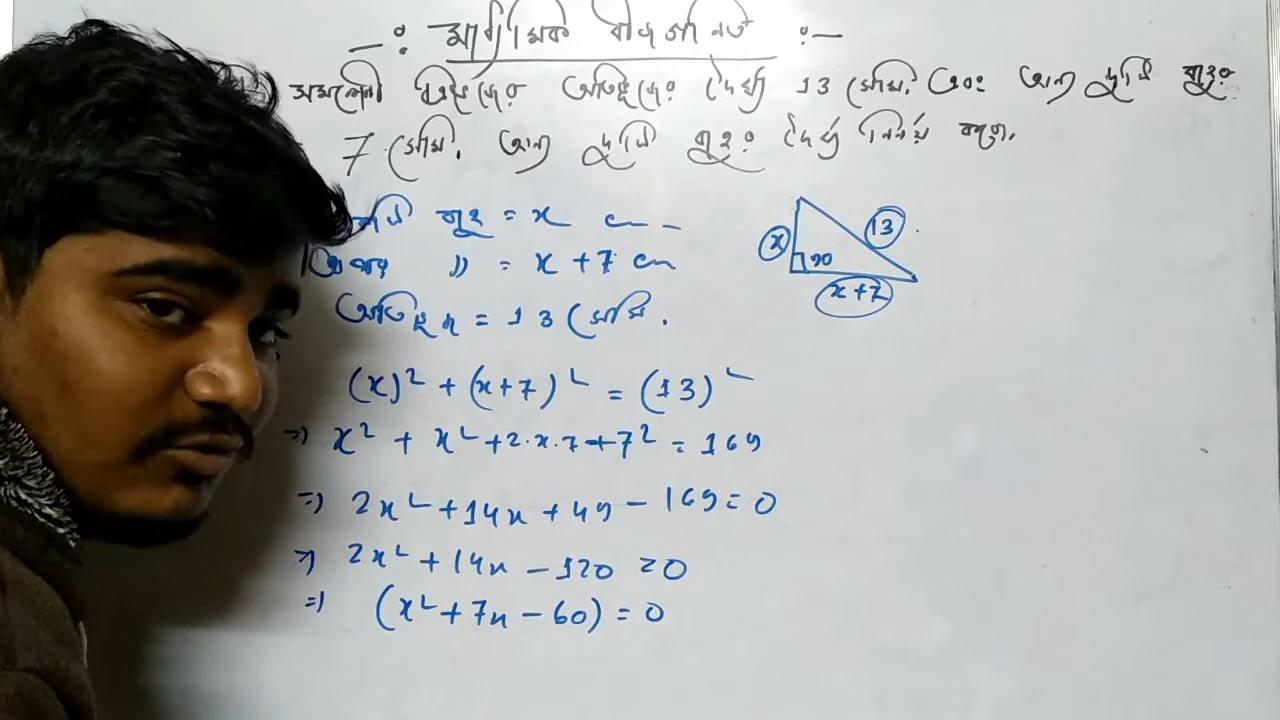 -: মাধ্যমিক বীজগণিত :-
সমকোণী ত্রিভুজের অতিভুজের দৈর্ঘ্য 13 সেমি. এবং অন্য দুটি বাহুর
7 সেমি. অন্য দুটি বাহুর দৈর্ঘ্য নির্ণয় করো.
বাহু = x cm
x
13
90
" = x + 7 cm
x+7
অতিভুজ = 13 সেমি.
(x)² + (x+7)² = (13)²
=> x² + x² + 2·x·7 + 7² = 169
=> 2x² + 14x + 49 - 169 = 0
=> 2x² + 14x - 120 = 0
=> (x² + 7x - 60) = 0